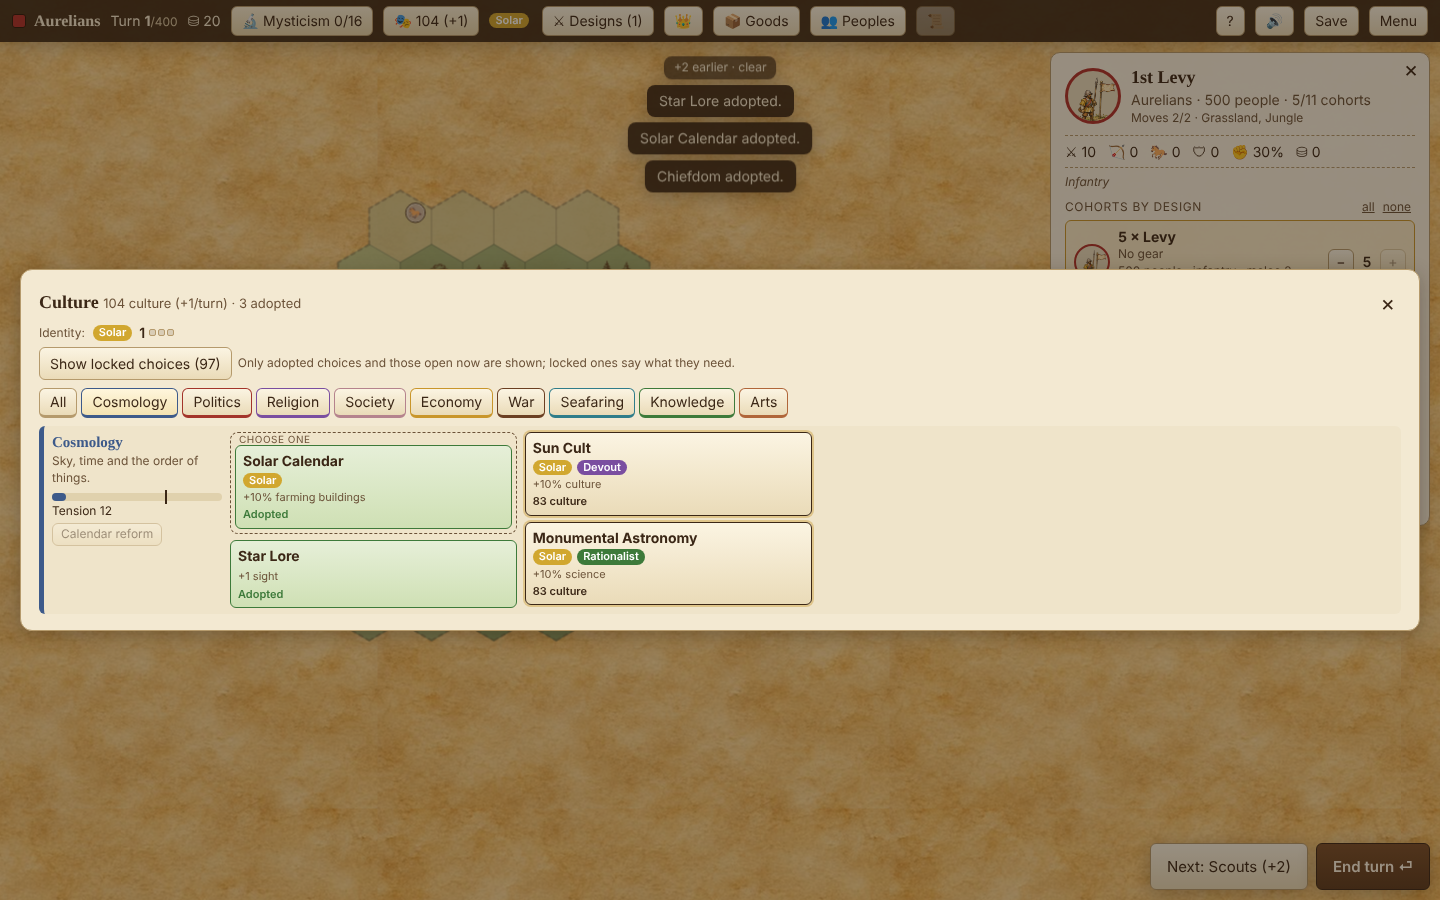 Aurelians Turn 1/400 20 Mysticism 0/16 104 (+1) Solar Designs (1) Goods Peoples ? Save Menu
+2 earlier · clear
Star Lore adopted.
Solar Calendar adopted.
Chiefdom adopted.
1st Levy
Aurelians · 500 people · 5/11 cohorts
Moves 2/2 · Grassland, Jungle
10 0 0 0 30% 0
Infantry
COHORTS BY DESIGN all none
5 × Levy
No gear
− 5 +
Culture 104 culture (+1/turn) · 3 adopted
Identity: Solar 1
Show locked choices (97) Only adopted choices and those open now are shown; locked ones say what they need.
All Cosmology Politics Religion Society Economy War Seafaring Knowledge Arts
Cosmology
Sky, time and the order of
things.
Tension 12
Calendar reform
CHOOSE ONE
Solar Calendar
Solar
+10% farming buildings
Adopted
Star Lore
+1 sight
Adopted
Sun Cult
Solar Devout
+10% culture
83 culture
Monumental Astronomy
Solar Rationalist
+10% science
83 culture
Next: Scouts (+2) End turn ⏎